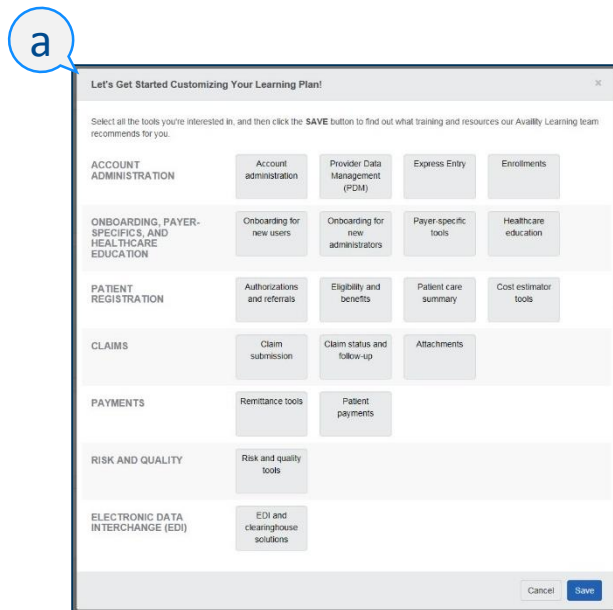 a
Let's Get Started Customizing Your Learning Plan!
×
Select all the tools you're interested in, and then click the SAVE button to find out what training and resources our Availity Learning team
recommends for you.
ACCOUNT
ADMINISTRATION
Account
administration
Provider Data
Management
(PDM)
Express Entry
Enrollments
ONBOARDING, PAYER-
SPECIFICS, AND
HEALTHCARE
EDUCATION
Onboarding for
new users
Onboarding for
new
administrators
Payer-specific
tools
Healthcare
education
PATIENT
REGISTRATION
Authorizations
and referrals
Eligibility and
benefits
Patient care
summary
Cost estimator
tools
CLAIMS
Claim
submission
Claim status and
follow-up
Attachments
PAYMENTS
Remittance tools
Patient
payments
RISK AND QUALITY
Risk and quality
tools
ELECTRONIC DATA
INTERCHANGE (EDI)
EDI and
clearinghouse
solutions
Cancel
Save